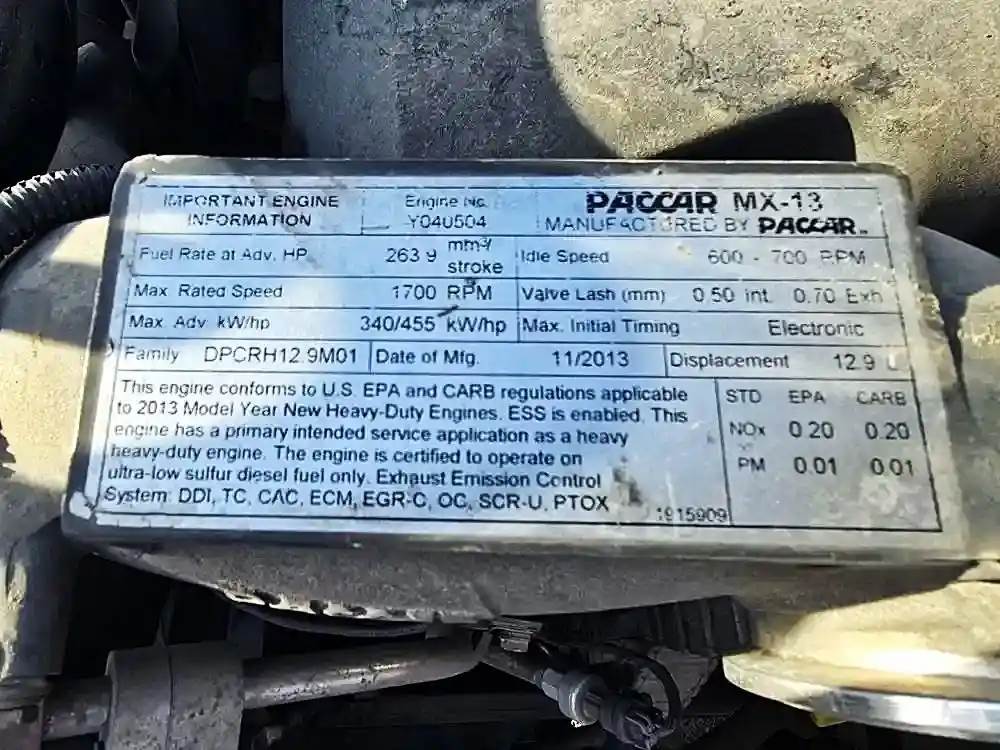 IMPORTANT ENGINE
INFORMATION
Engine No.
Y040504
PACCAR MX-13
MANUFACTURED BY PACCAR
Fuel Rate at Adv. HP 263.9 mm³/
stroke
Idle Speed 600 - 700 RPM
Max Rated Speed 1700 RPM
Valve Lash (mm) 0.50 int. 0.70 Exh
Max. Adv kW/hp 340/455 kW/hp
Max. Initial Timing Electronic
Family DPCRH12.9M01
Date of Mfg. 11/2013
Displacement 12.9 L
This engine conforms to U.S. EPA and CARB regulations applicable
to 2013 Model Year New Heavy-Duty Engines. ESS is enabled. This
engine has a primary intended service application as a heavy
heavy-duty engine. The engine is certified to operate on
ultra-low sulfur diesel fuel only. Exhaust Emission Control
System: DDI, TC, CAC, ECM, EGR-C, OC, SCR-U, PTOX
1915909
STD EPA CARB
NOx 0.20 0.20
PM 0.01 0.01